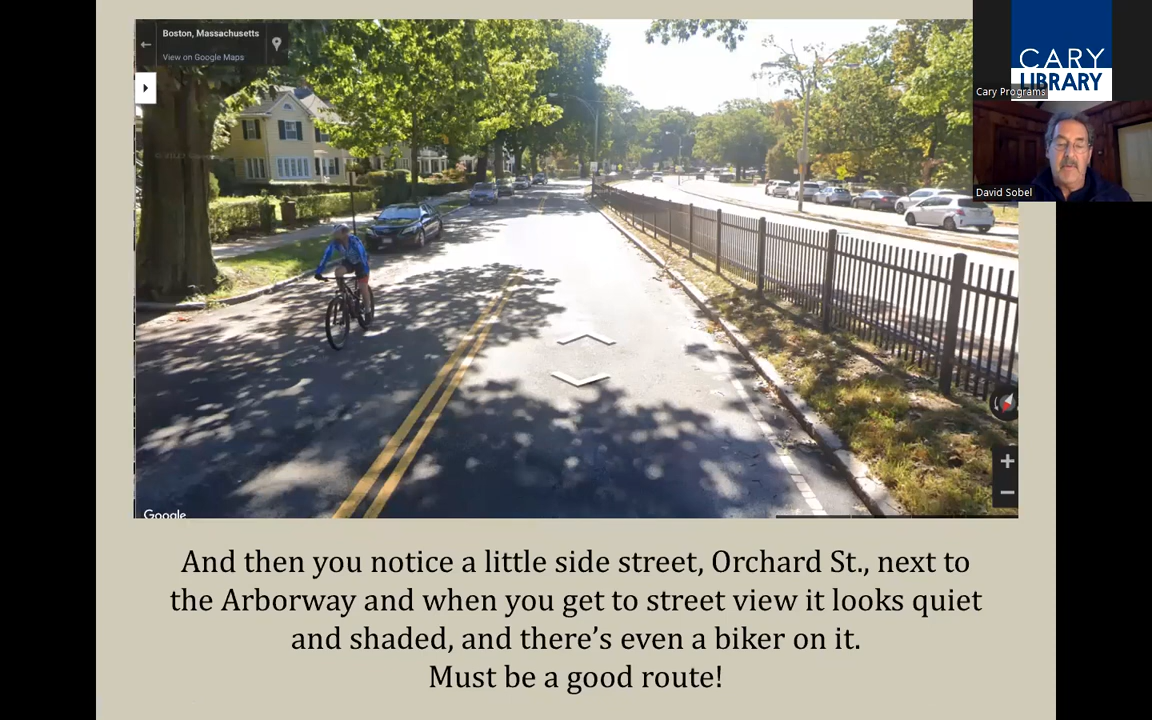 Boston, Massachusetts
View on Google Maps
CARY
LIBRARY
Cary Programs
David Sobel
Google
And then you notice a little side street, Orchard St., next to
the Arborway and when you get to street view it looks quiet
and shaded, and there’s even a biker on it.
Must be a good route!